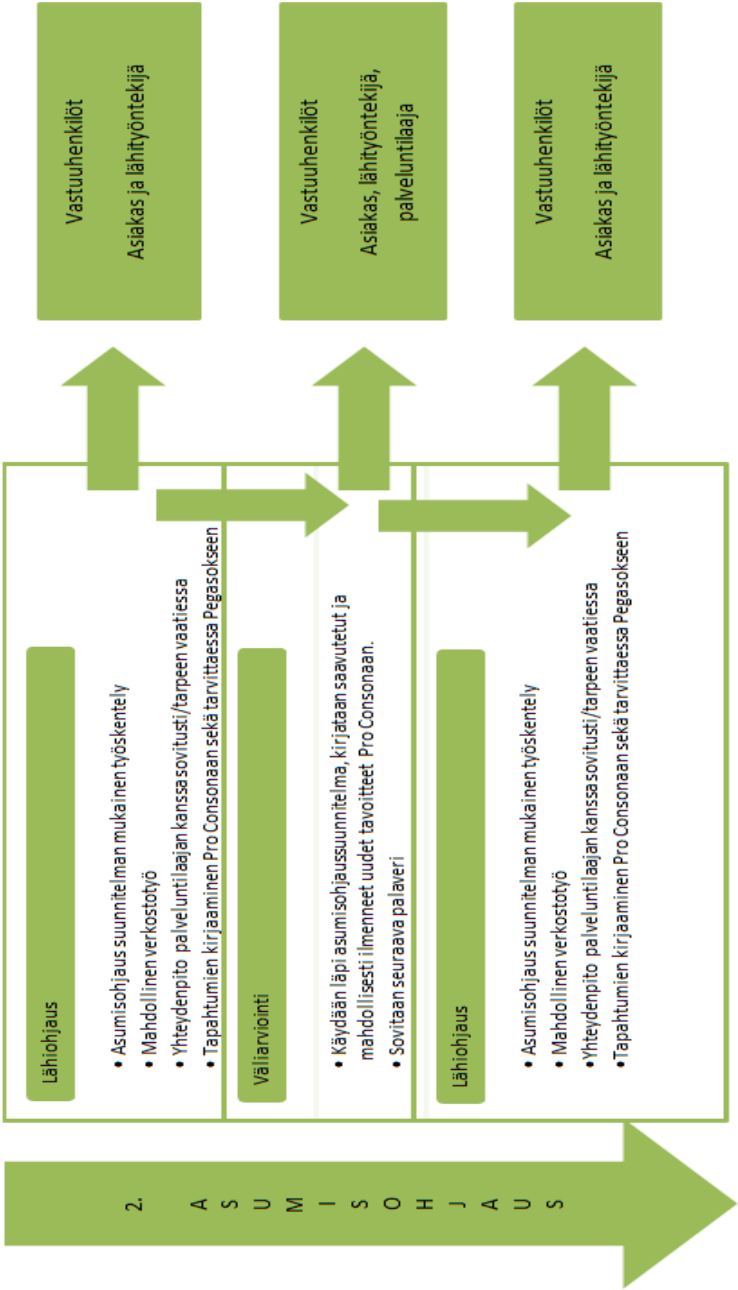 2.
A
S
U
M
I
S
O
H
J
A
U
S
Lähiohjaus
• Asumisohjaus suunnitelman mukainen työskentely
• Mahdollinen verkostotyö
• Yhteydenpito palveluntilaajan kanssa sovitusti/tarpeen vaatiessa
• Tapahtumien kirjaaminen Pro Consonaan sekä tarvittaessa Pegasokseen
Vastuuhenkilöt
Asiakas ja lähityöntekijä
Väliarviointi
• Käydään läpi asumisohjaussuunnitelma, kirjataan saavutetut ja
mahdollisesti ilmenneet uudet tavoitteet Pro Consonaan.
• Sovitaan seuraava palaveri
Vastuuhenkilöt
Asiakas, lähityöntekijä,
palveluntilaaja
Lähiohjaus
• Asumisohjaus suunnitelman mukainen työskentely
• Mahdollinen verkostotyö
•Yhteydenpito palveluntilaajan kanssa sovitusti/tarpeen vaatiessa
•Tapahtumien kirjaaminen Pro Consonaan sekä tarvittaessa Pegasokseen
Vastuuhenkilöt
Asiakas ja lähityöntekijä